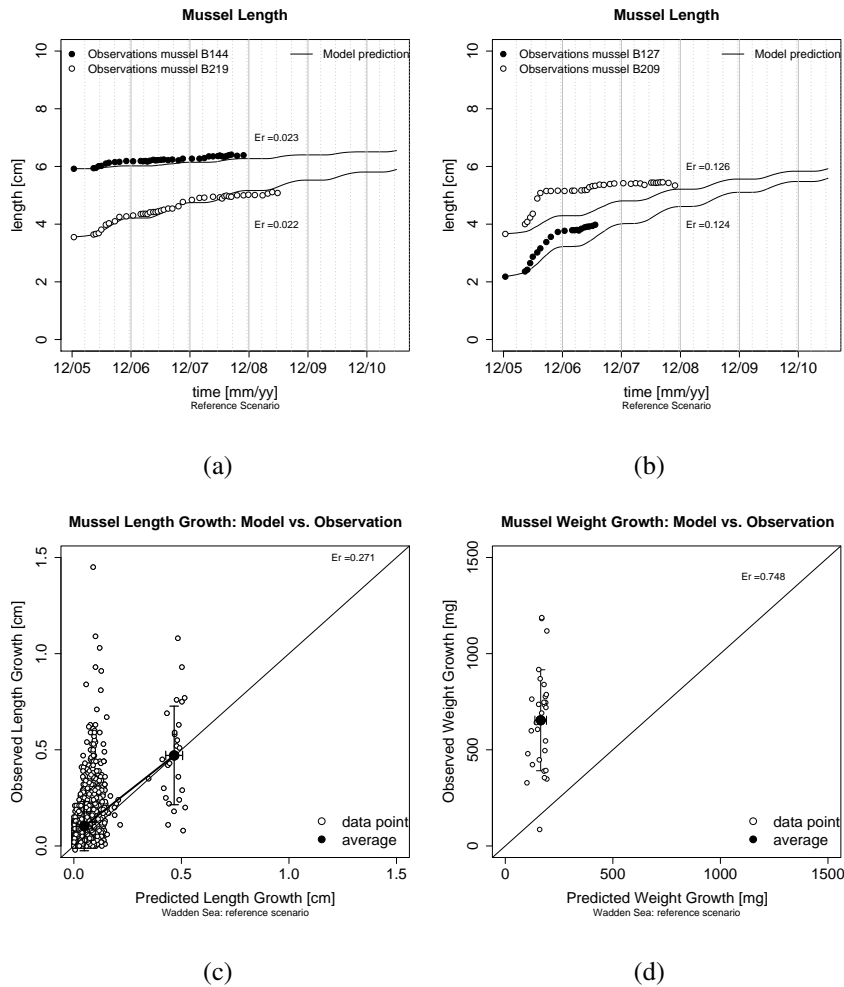 Mussel Length
Observations mussel B144
Observations mussel B219
Model prediction
Er =0.023
Er =0.022
length [cm]
0 2 4 6 8 10
12/05 12/06 12/07 12/08 12/09 12/10
time [mm/yy]
Reference Scenario
(a)
Mussel Length
Observations mussel B127
Observations mussel B209
Model prediction
Er =0.126
Er =0.124
length [cm]
0 2 4 6 8 10
12/05 12/06 12/07 12/08 12/09 12/10
time [mm/yy]
Reference Scenario
(b)
Mussel Length Growth: Model vs. Observation
Er =0.271
Observed Length Growth [cm]
0.0 0.5 1.0 1.5
data point
average
0.0 0.5 1.0 1.5
Predicted Length Growth [cm]
Wadden Sea: reference scenario
(c)
Mussel Weight Growth: Model vs. Observation
Er =0.748
Observed Weight Growth [mg]
0 500 1000 1500
data point
average
0 500 1000 1500
Predicted Weight Growth [mg]
Wadden Sea: reference scenario
(d)